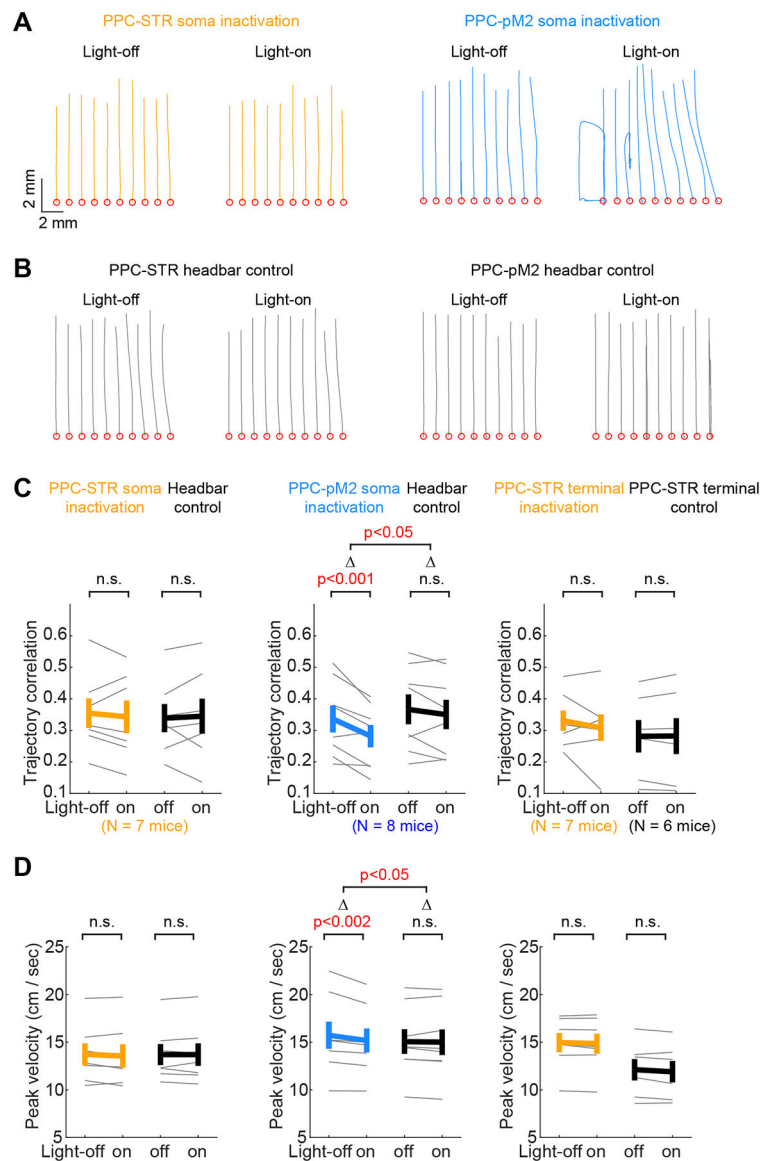 A
PPC-STR soma inactivation
PPC-pM2 soma inactivation
Light-off
Light-on
Light-off
Light-on
2 mm
2 mm
B
PPC-STR headbar control
PPC-pM2 headbar control
Light-off
Light-on
Light-off
Light-on
C
PPC-STR soma inactivation
Headbar control
PPC-pM2 soma inactivation
Headbar control
PPC-STR terminal inactivation
PPC-STR terminal control
p<0.05
Δ
Δ
n.s.
n.s.
p<0.001
n.s.
n.s.
n.s.
Trajectory correlation
0.6
0.5
0.4
0.3
0.2
0.1
Light-off on off on
(N = 7 mice)
Trajectory correlation
0.6
0.5
0.4
0.3
0.2
0.1
Light-off on off on
(N = 8 mice)
Trajectory correlation
0.6
0.5
0.4
0.3
0.2
0.1
Light-off on off on
(N = 7 mice)
(N = 6 mice)
D
p<0.05
Δ
Δ
n.s.
n.s.
p<0.002
n.s.
n.s.
n.s.
Peak velocity (cm / sec)
25
20
15
10
5
Light-off on off on
Peak velocity (cm / sec)
25
20
15
10
5
Light-off on off on
Peak velocity (cm / sec)
25
20
15
10
5
Light-off on off on